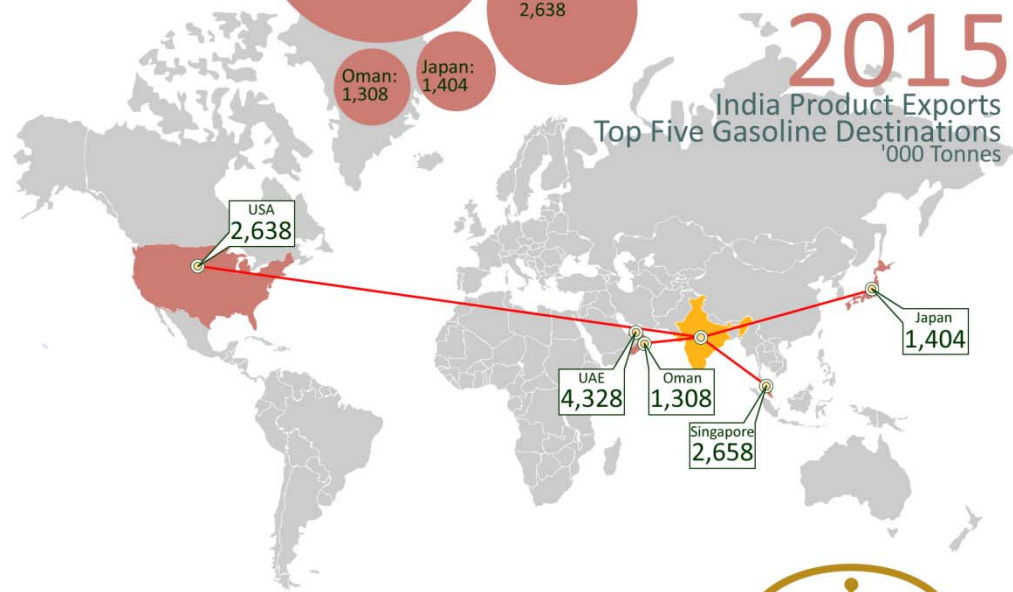 2,638
2015
Oman:
1,308
Japan:
1,404
India Product Exports
Top Five Gasoline Destinations
'000 Tonnes
USA
2,638
Japan
1,404
UAE
4,328
Oman
1,308
Singapore
2,658